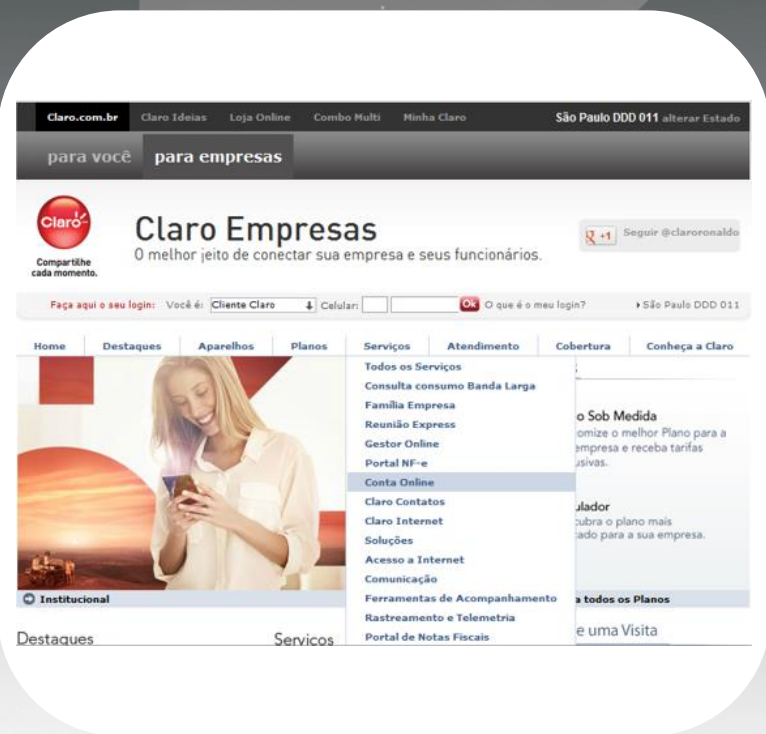 Claro.com.br Claro Ideias Loja Online Combo Multi Minha Claro São Paulo DDD 011 alterar Estado
para você para empresas
Claro
Compartilhe
cada momento.
Claro Empresas
O melhor jeito de conectar sua empresa e seus funcionários.
+1 Seguir @claroronaldo
Faça aqui o seu login: Você é: Cliente Claro Celular: Ok O que é o meu login? São Paulo DDD 011
Home Destaques Aparelhos Planos Serviços Atendimento Cobertura Conheça a Claro
Todos os Serviços
Consulta consumo Banda Larga
Família Empresa
Reunião Express
Gestor Online
Portal NF-e
Conta Online
Claro Contatos
Claro Internet
Soluções
Acesso a Internet
Comunicação
Ferramentas de Acompanhamento
Rastreamento e Telemetria
Portal de Notas Fiscais
o Sob Medida
omize o melhor Plano para a
empresa e receba tarifas
usivas.
ulador
cubra o plano mais
cado para a sua empresa.
a todos os Planos
e uma Visita
Institucional
Destaques Serviços